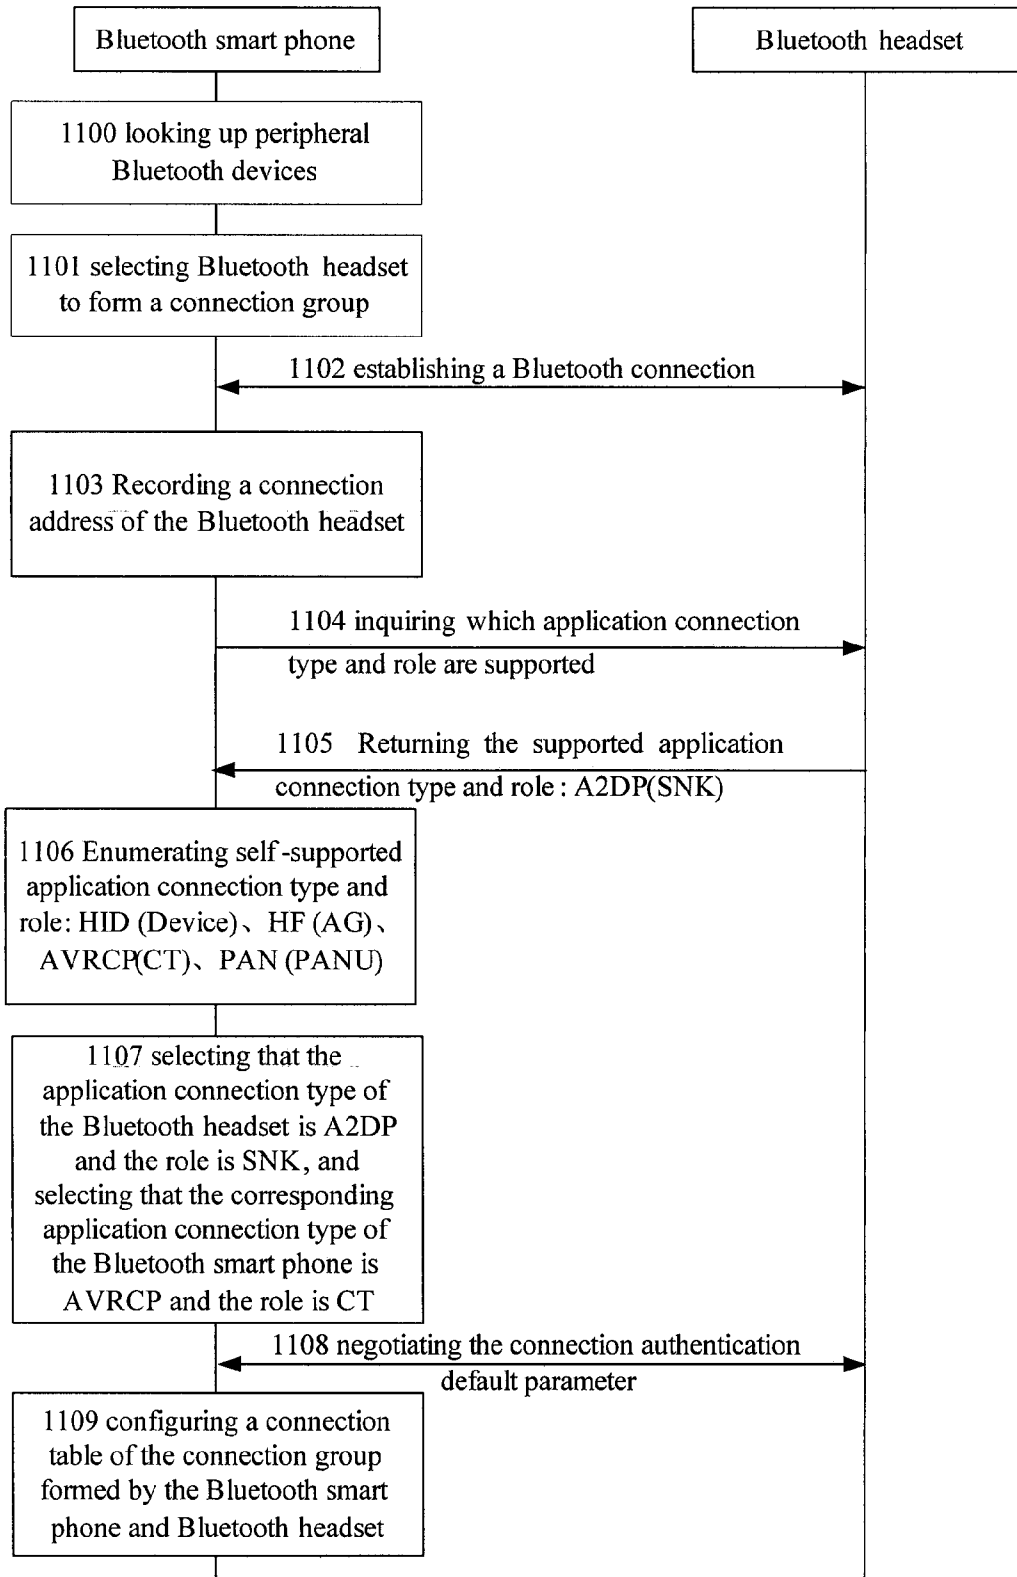 Bluetooth smart phone
Bluetooth headset
1100 looking up peripheral
Bluetooth devices
1101 selecting Bluetooth headset
to form a connection group
1102 establishing a Bluetooth connection
1103 Recording a connection
address of the Bluetooth headset
1104 inquiring which application connection
type and role are supported
1105 Returning the supported application
connection type and role : A2DP(SNK)
1106 Enumerating self-supported
application connection type and
role: HID (Device)、HF (AG)、
AVRCP(CT)、PAN (PANU)
1107 selecting that the
application connection type of
the Bluetooth headset is A2DP
and the role is SNK, and
selecting that the corresponding
application connection type of
the Bluetooth smart phone is
AVRCP and the role is CT
1108 negotiating the connection authentication
default parameter
1109 configuring a connection
table of the connection group
formed by the Bluetooth smart
phone and Bluetooth headset